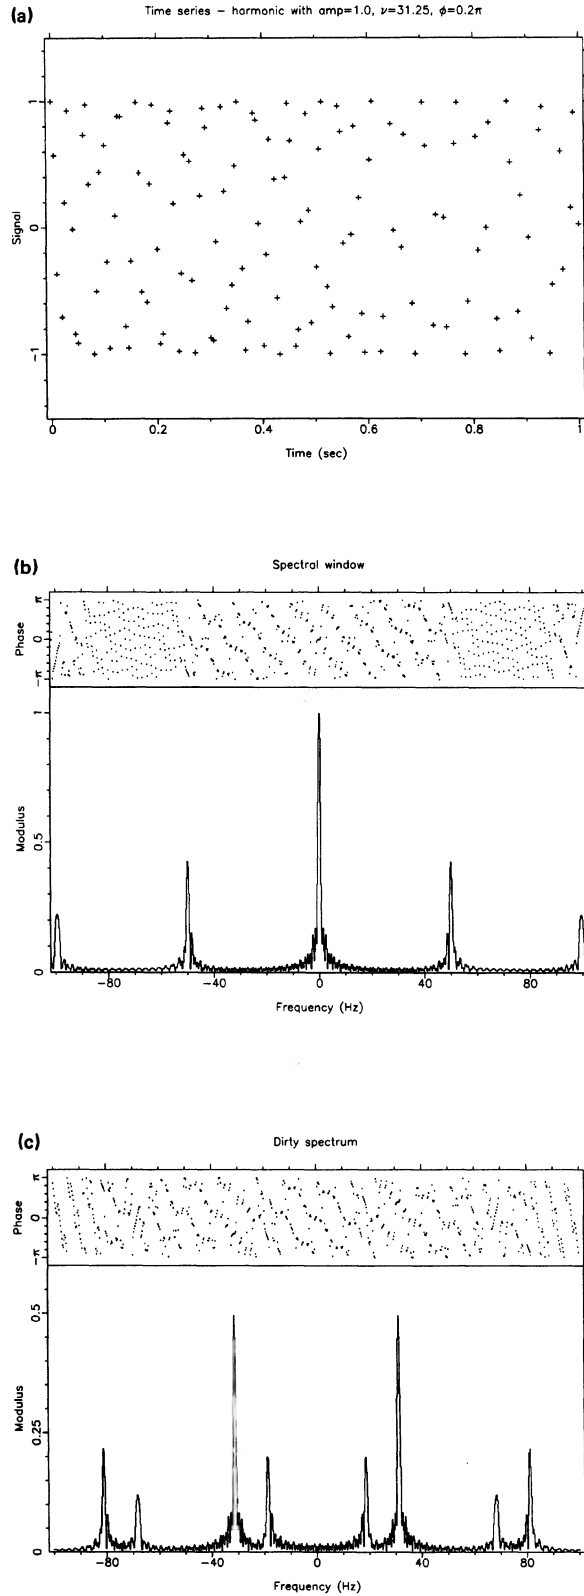 (a)
Time series – harmonic with amp=1.0, ν=31.25, ϕ=0.2π
1
0
−1
Signal
0 0.2 0.4 0.6 0.8 1
Time (sec)
(b)
Spectral window
π
0
−π
Phase
1
0.5
0
Modulus
−80 −40 0 40 80
Frequency (Hz)
(c)
Dirty spectrum
π
0
−π
Phase
0.5
0.25
0
Modulus
−80 −40 0 40 80
Frequency (Hz)